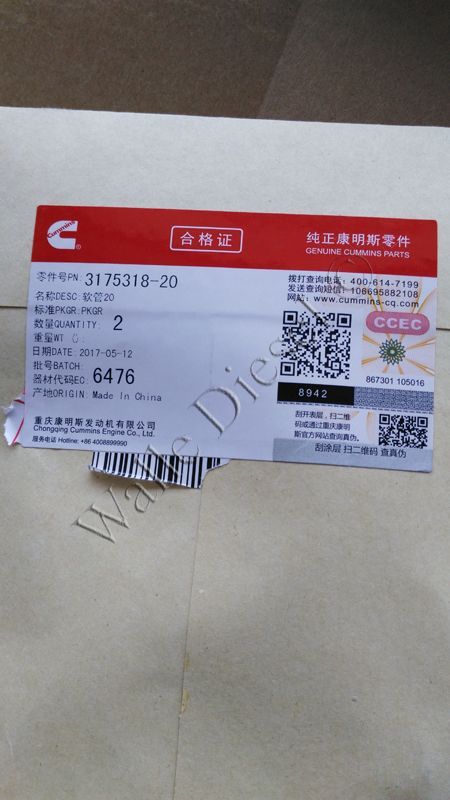 Cummins
®
合格证
纯正康明斯零件
GENUINE CUMMINS PARTS
零件号PN: 3175318-20
名称DESC: 软管20
标准PKGR: PKGR
数量QUANTITY: 2
重量WT ():
日期DATE: 2017-05-12
批号BATCH:
器材代码EC: 6476
产地ORIGIN: Made In China
重庆康明斯发动机有限公司
Chongqing Cummins Engine Co., Ltd.
服务电话 Hotline: +86 4008899990
拨打查询电话: 400-614-7199
发送查询短信: 106695882108
网站: www.cummins-cq.com
CCEC
867301 105016
8942
刮开表层, 扫二维
码或通过重庆康明
斯官方网站查询真伪。
刮涂层 扫二维码 查真伪
Walle Diesel